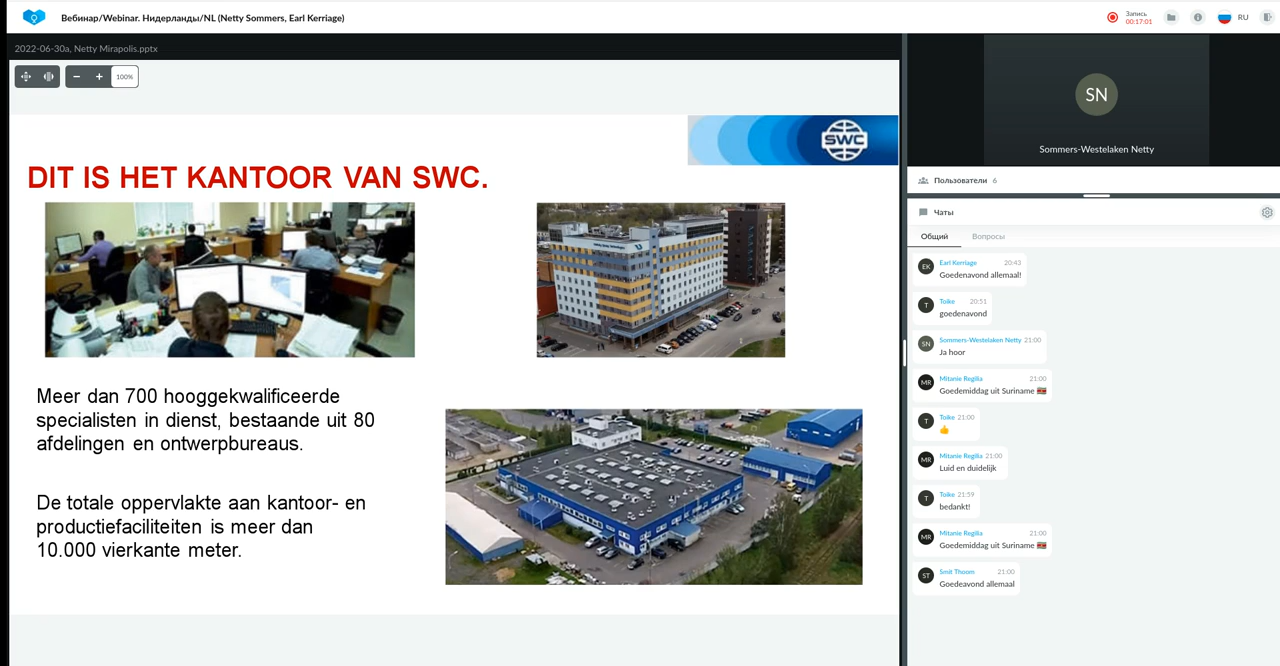 Вебинар/Webinar. Нидерланды/NL (Netty Sommers, Earl Kerriage)
Запись
00:17:01
RU
2022-06-30a, Netty Mirapolis.pptx
100%
SWC
DIT IS HET KANTOOR VAN SWC.
Meer dan 700 hooggekwalificeerde
specialisten in dienst, bestaande uit 80
afdelingen en ontwerpbureaus.
De totale oppervlakte aan kantoor- en
productiefaciliteiten is meer dan
10.000 vierkante meter.
SN
Sommers-Westelaken Netty
Пользователи 6
Чаты
Общий Вопросы
EK Earl Kerriage 20:43
Goedenavond allemaal!
T Toike 20:51
goedenavond
SN Sommers-Westelaken Netty 21:00
Ja hoor
MR Mitanie Regilia 21:00
Goedemiddag uit Suriname 🇸🇷
T Toike 21:00
👍
MR Mitanie Regilia 21:00
Luid en duidelijk
T Toike 21:59
bedankt!
MR Mitanie Regilia 21:00
Goedemiddag uit Suriname 🇸🇷
ST Smit Thoom 21:00
Goedeavond allemaal